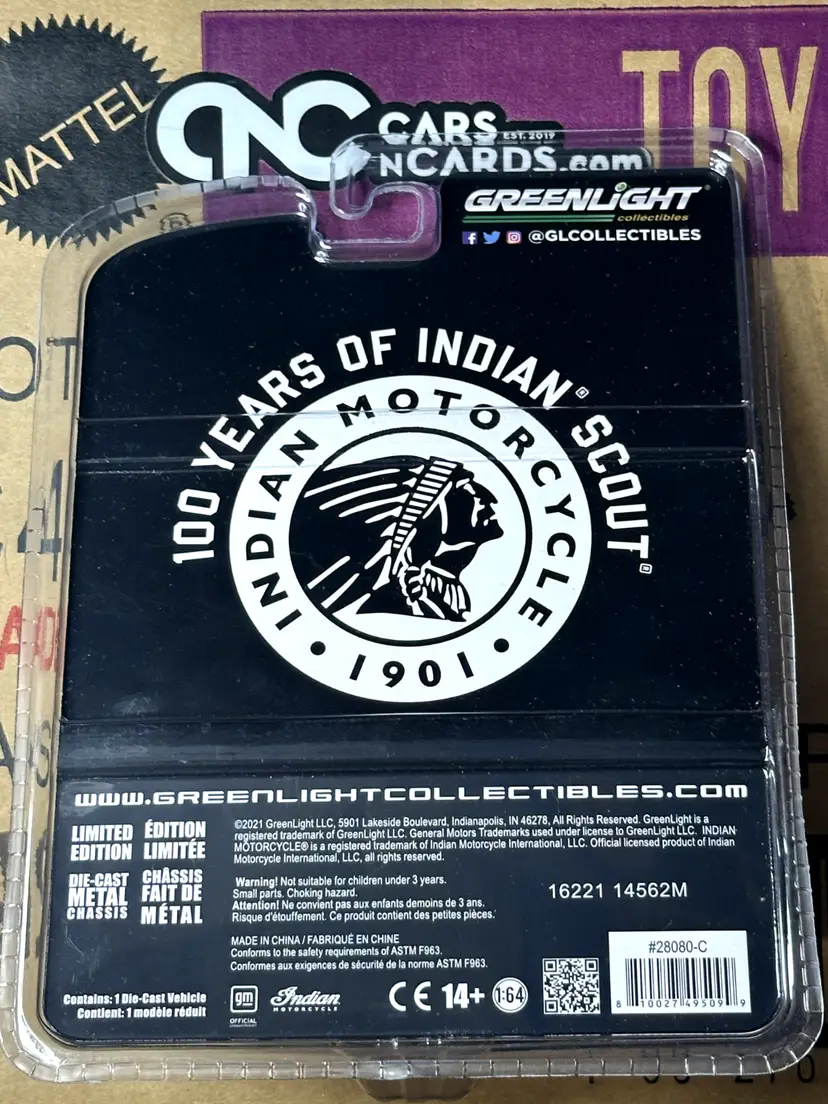 MATTEL
TOY
CNC
CARS EST. 2019
NCARDS.com
GREENLIGHT®
collectibles
@GLCOLLECTIBLES
100 YEARS OF INDIAN® SCOUT®
INDIAN MOTORCYCLE
• 1901 •
www.GREENLIGHTCOLLECTIBLES.com
LIMITED EDITION
ÉDITION LIMITÉE
DIE-CAST METAL CHASSIS
CHÂSSIS FAIT DE MÉTAL
©2021 GreenLight LLC, 5901 Lakeside Boulevard, Indianapolis, IN 46278, All Rights Reserved. GreenLight is a
registered trademark of GreenLight LLC. General Motors Trademarks used under license to GreenLight LLC. INDIAN
MOTORCYCLE® is a registered trademark of Indian Motorcycle International, LLC. Official licensed product of Indian
Motorcycle International, LLC, all rights reserved.
Warning! Not suitable for children under 3 years.
Small parts. Choking hazard.
Attention! Ne convient pas aux enfants demoins de 3 ans.
Risque d'étouffement. Ce produit contient des petites pièces.
16221 14562M
MADE IN CHINA / FABRIQUÉ EN CHINE
Conforms to the safety requirements of ASTM F963.
Conformes aux exigences de sécurité de la norme ASTM F963.
Contains: 1 Die-Cast Vehicle
Contient: 1 modèle réduit
gm
OFFICIAL
Indian
MOTORCYCLE
CE 14+ 1:64
#28080-C
8 10027 49509 9